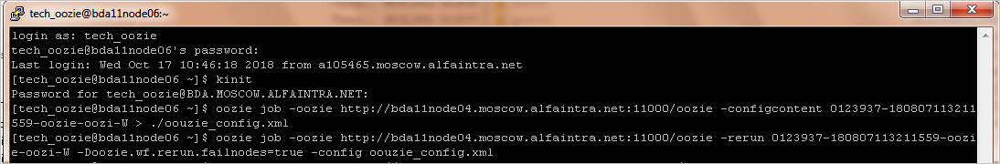 tech_oozie@bda11node06:~
login as: tech_oozie
tech_oozie@bda11node06's password:
Last login: Wed Oct 17 10:46:18 2018 from a105465.moscow.alfaintra.net
[tech_oozie@bda11node06 ~]$ kinit
Password for tech_oozie@BDA.MOSCOW.ALFAINTRA.NET:
[tech_oozie@bda11node06 ~]$ oozie job -oozie http://bda11node04.moscow.alfaintra.net:11000/oozie -configcontent 0123937-180807113211
559-oozie-oozi-W > ./oouzie_config.xml
[tech_oozie@bda11node06 ~]$ oozie job -oozie http://bda11node04.moscow.alfaintra.net:11000/oozie -rerun 0123937-180807113211559-oozi
e-oozi-W -Doozie.wf.rerun.failnodes=true -config oouzie_config.xml